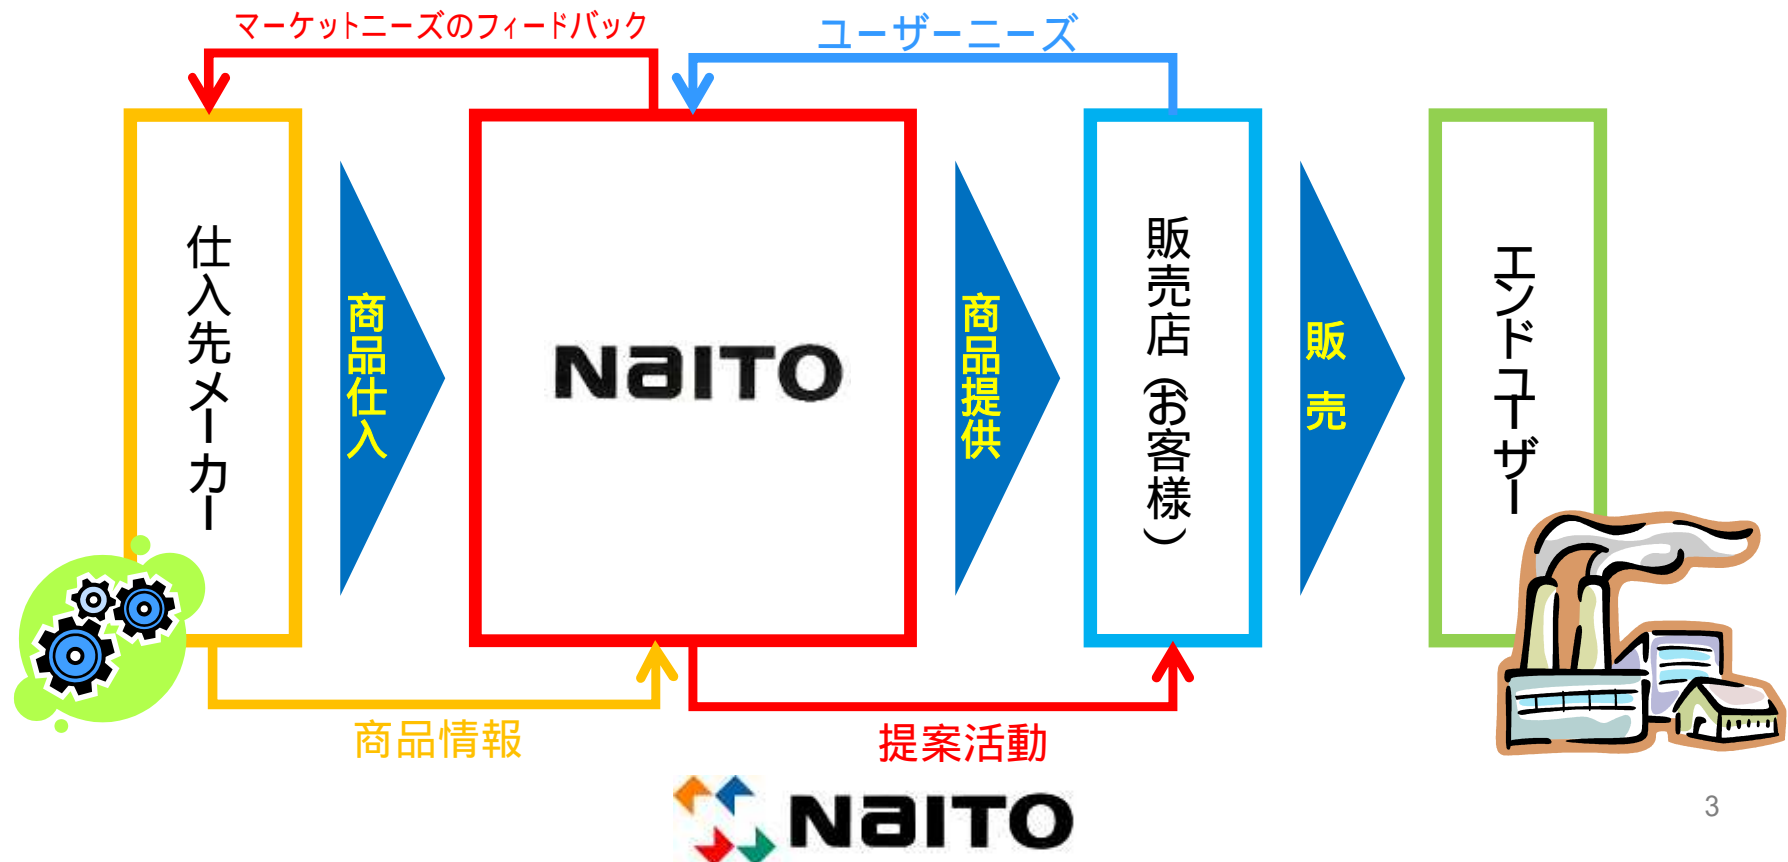 マーケットニーズのフィードバック
ユーザーニーズ
仕入先メーカー
商品仕入
NaITO
商品提供
販売店(お客様)
販売
エンドユーザー
商品情報
提案活動
NaITO
3